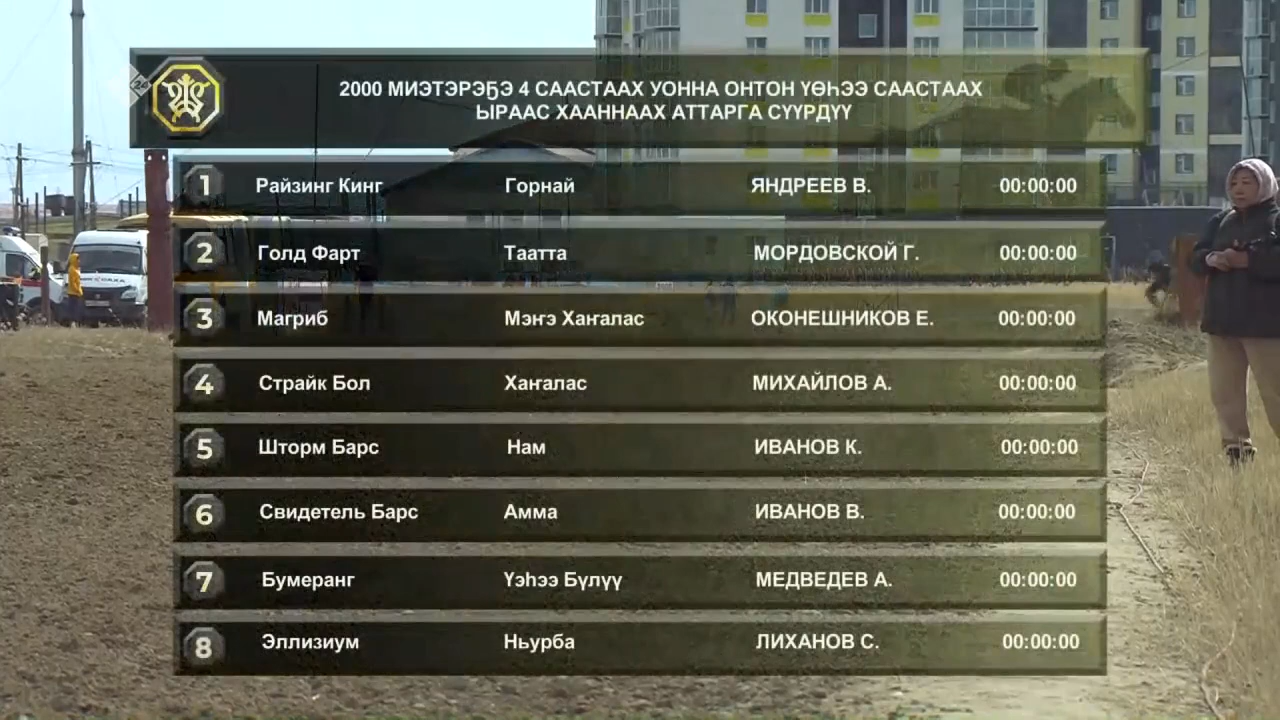 24
2000 МИЭТЭРЭҔЭ 4 СААСТААХ УОННА ОНТОН ҮӨҺЭЭ СААСТААХ
ЫРААС ХААННААХ АТТАРГА СҮҮРДҮҮ
1 Райзинг Кинг Горнай ЯНДРЕЕВ В. 00:00:00
2 Голд Фарт Таатта МОРДОВСКОЙ Г. 00:00:00
3 Магриб Мэҥэ Хаҥалас ОКОНЕШНИКОВ Е. 00:00:00
4 Страйк Бол Хаҥалас МИХАЙЛОВ А. 00:00:00
5 Шторм Барс Нам ИВАНОВ К. 00:00:00
6 Свидетель Барс Амма ИВАНОВ В. 00:00:00
7 Бумеранг Үэһээ Бүлүү МЕДВЕДЕВ А. 00:00:00
8 Эллизиум Ньурба ЛИХАНОВ С. 00:00:00